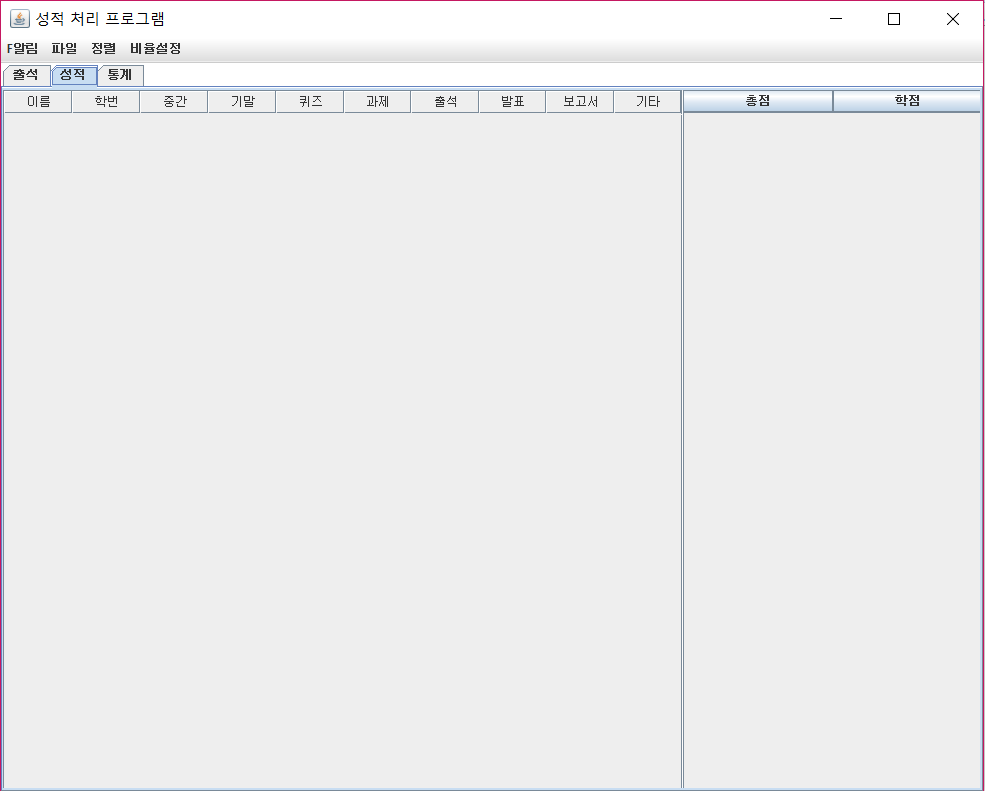 성적 처리 프로그램
F알림 파일 정렬 비율설정
출석 성적 통계
이름 학번 중간 기말 퀴즈 과제 출석 발표 보고서 기타 총점 학점